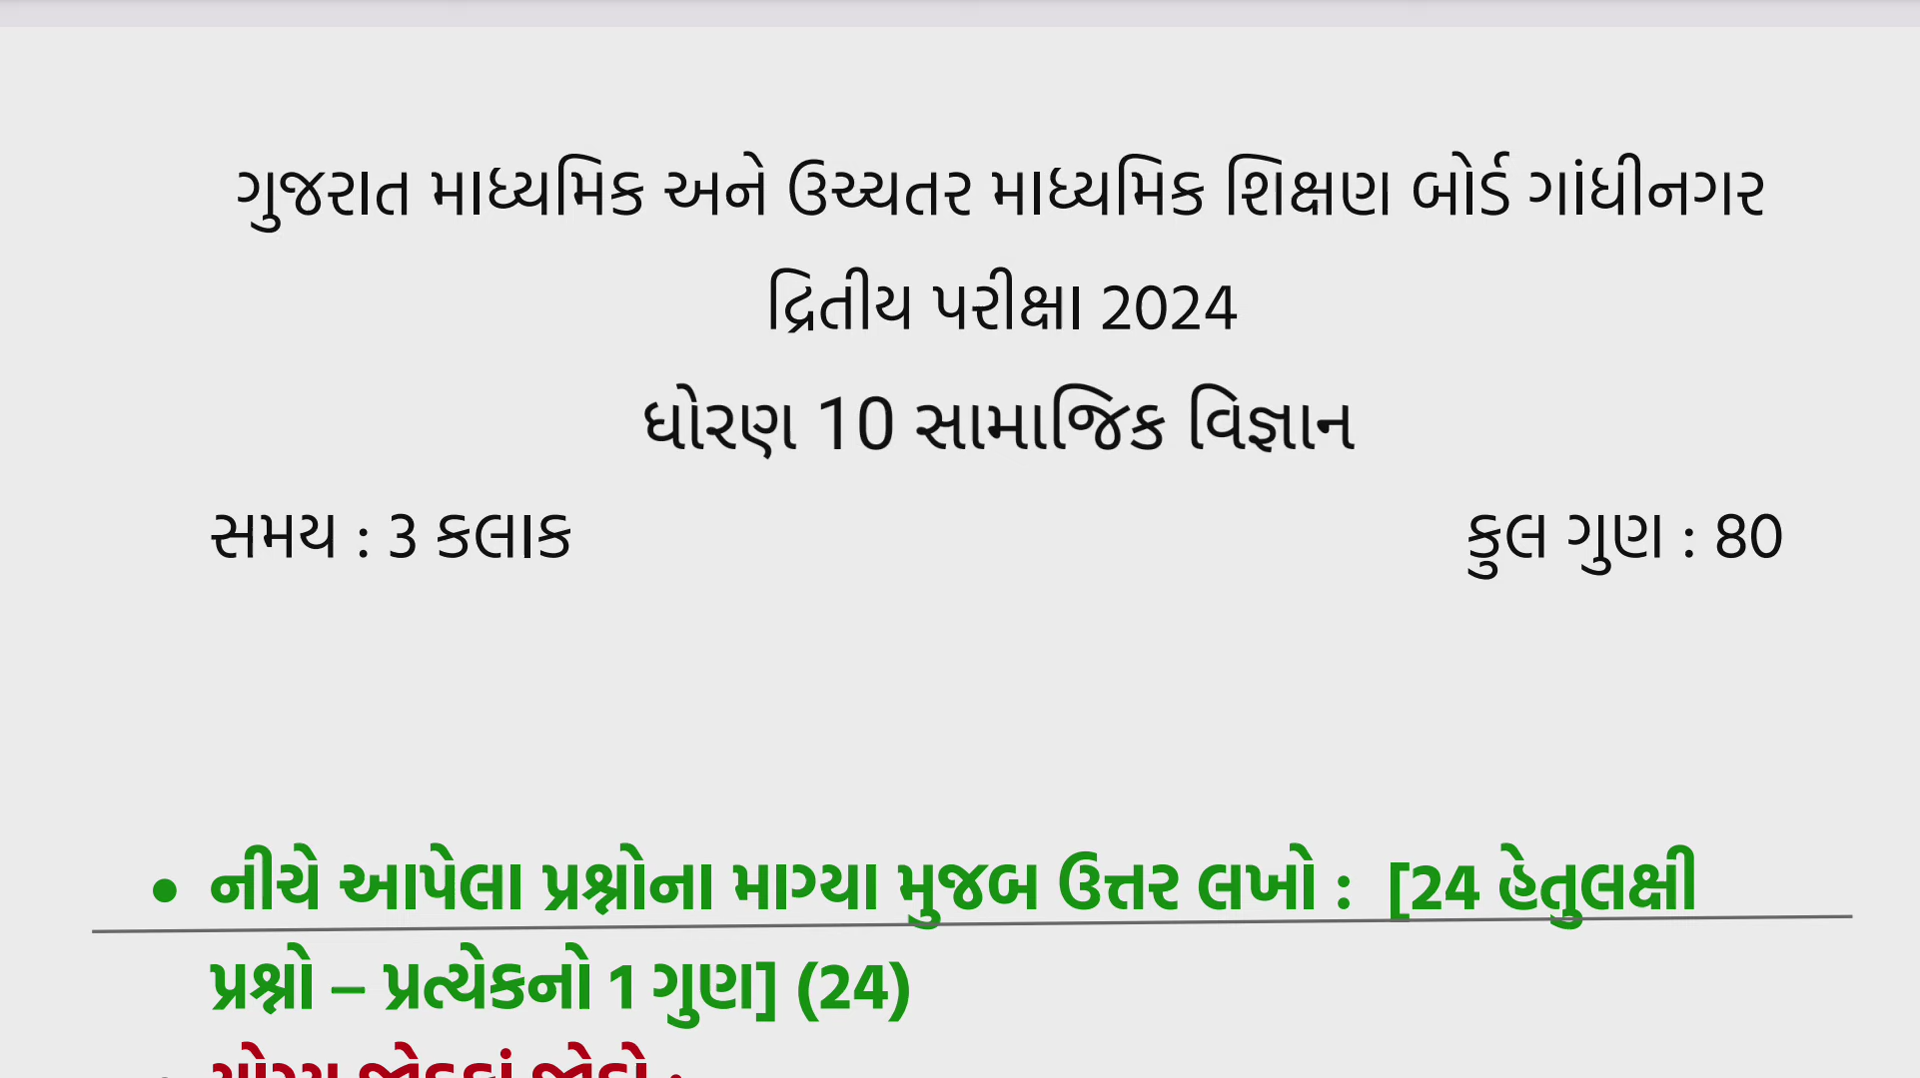 ગુજરાત માધ્યમિક અને ઉચ્ચતર માધ્યમિક શિક્ષણ બોર્ડ ગાંધીનગર
દ્રિતીય પરીક્ષા 2024
ધોરણ 10 સામાજિક વિજ્ઞાન
સમય : 3 કલાક કુલ ગુણ : 80
• નીચે આપેલા પ્રશ્નોના માગ્યા મુજબ ઉત્તર લખો : [24 હેતુલક્ષી
પ્રશ્નો – પ્રત્યેકનો 1 ગુણ] (24)